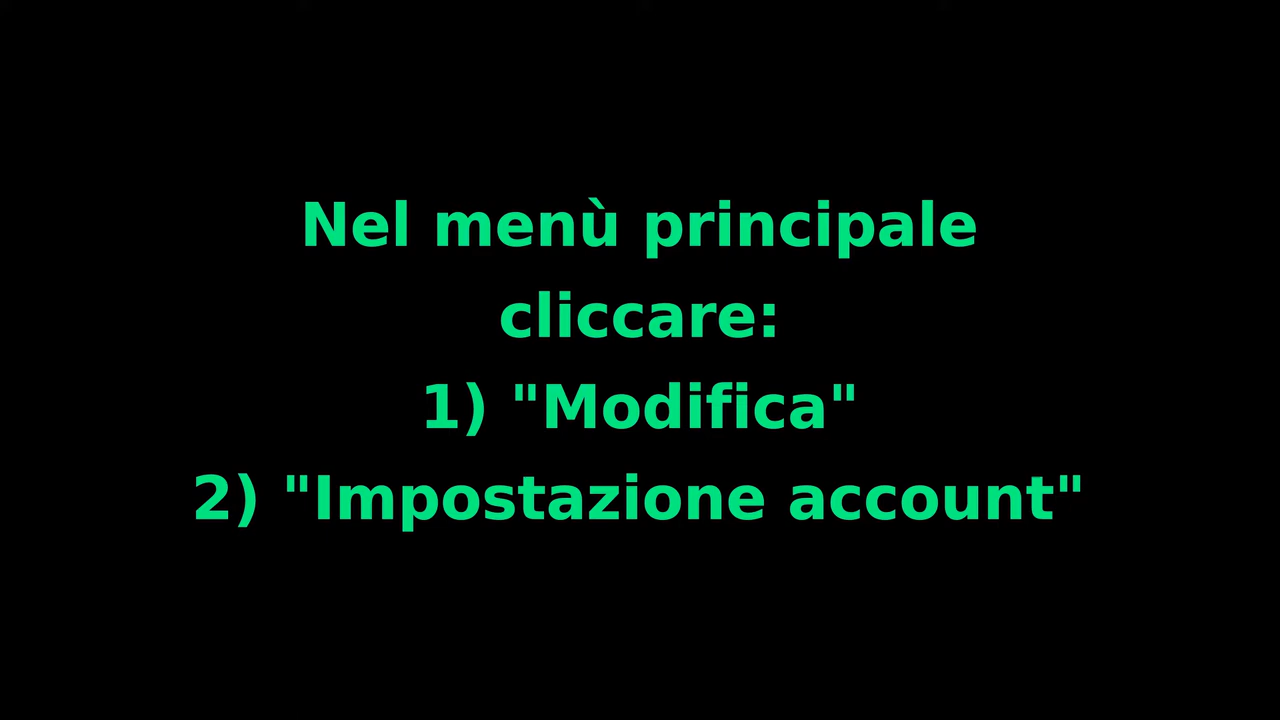 Nel menù principale
cliccare:
1) "Modifica"
2) "Impostazione account"